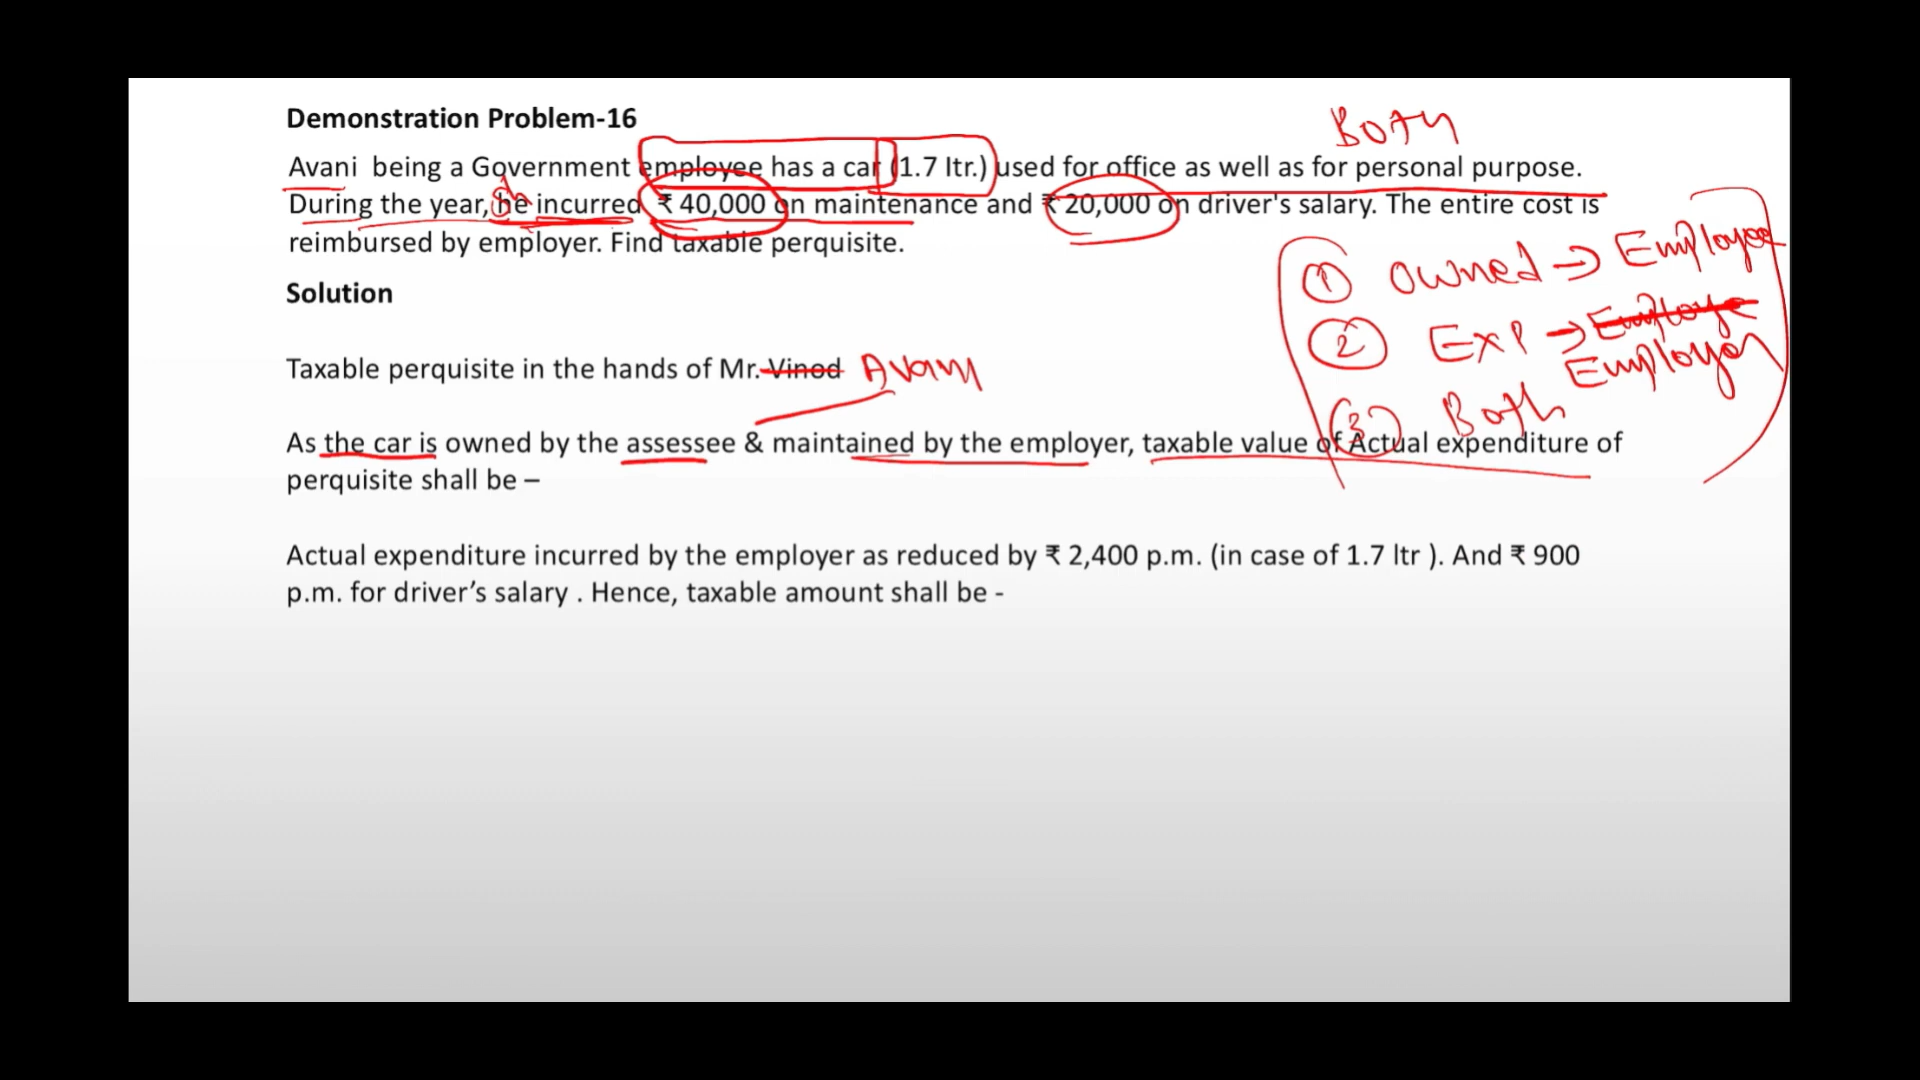 Demonstration Problem-16
BOTH
Avani being a Government employee has a car (1.7 ltr.) used for office as well as for personal purpose.
During the year, he incurred ₹ 40,000 on maintenance and ₹ 20,000 on driver's salary. The entire cost is
reimbursed by employer. Find taxable perquisite.
① Owned → Employee
Solution
② Exp → Employe
Employer
Taxable perquisite in the hands of Mr. Vinod Avani
③ Both
As the car is owned by the assessee & maintained by the employer, taxable value of Actual expenditure of
perquisite shall be –
Actual expenditure incurred by the employer as reduced by ₹ 2,400 p.m. (in case of 1.7 ltr ). And ₹ 900
p.m. for driver’s salary . Hence, taxable amount shall be -